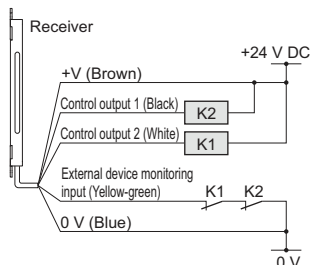 Receiver
+24 V DC
+V (Brown)
Control output 1 (Black)
K2
Control output 2 (White)
K1
External device monitoring
input (Yellow-green)
K1 K2
0 V (Blue)
0 V